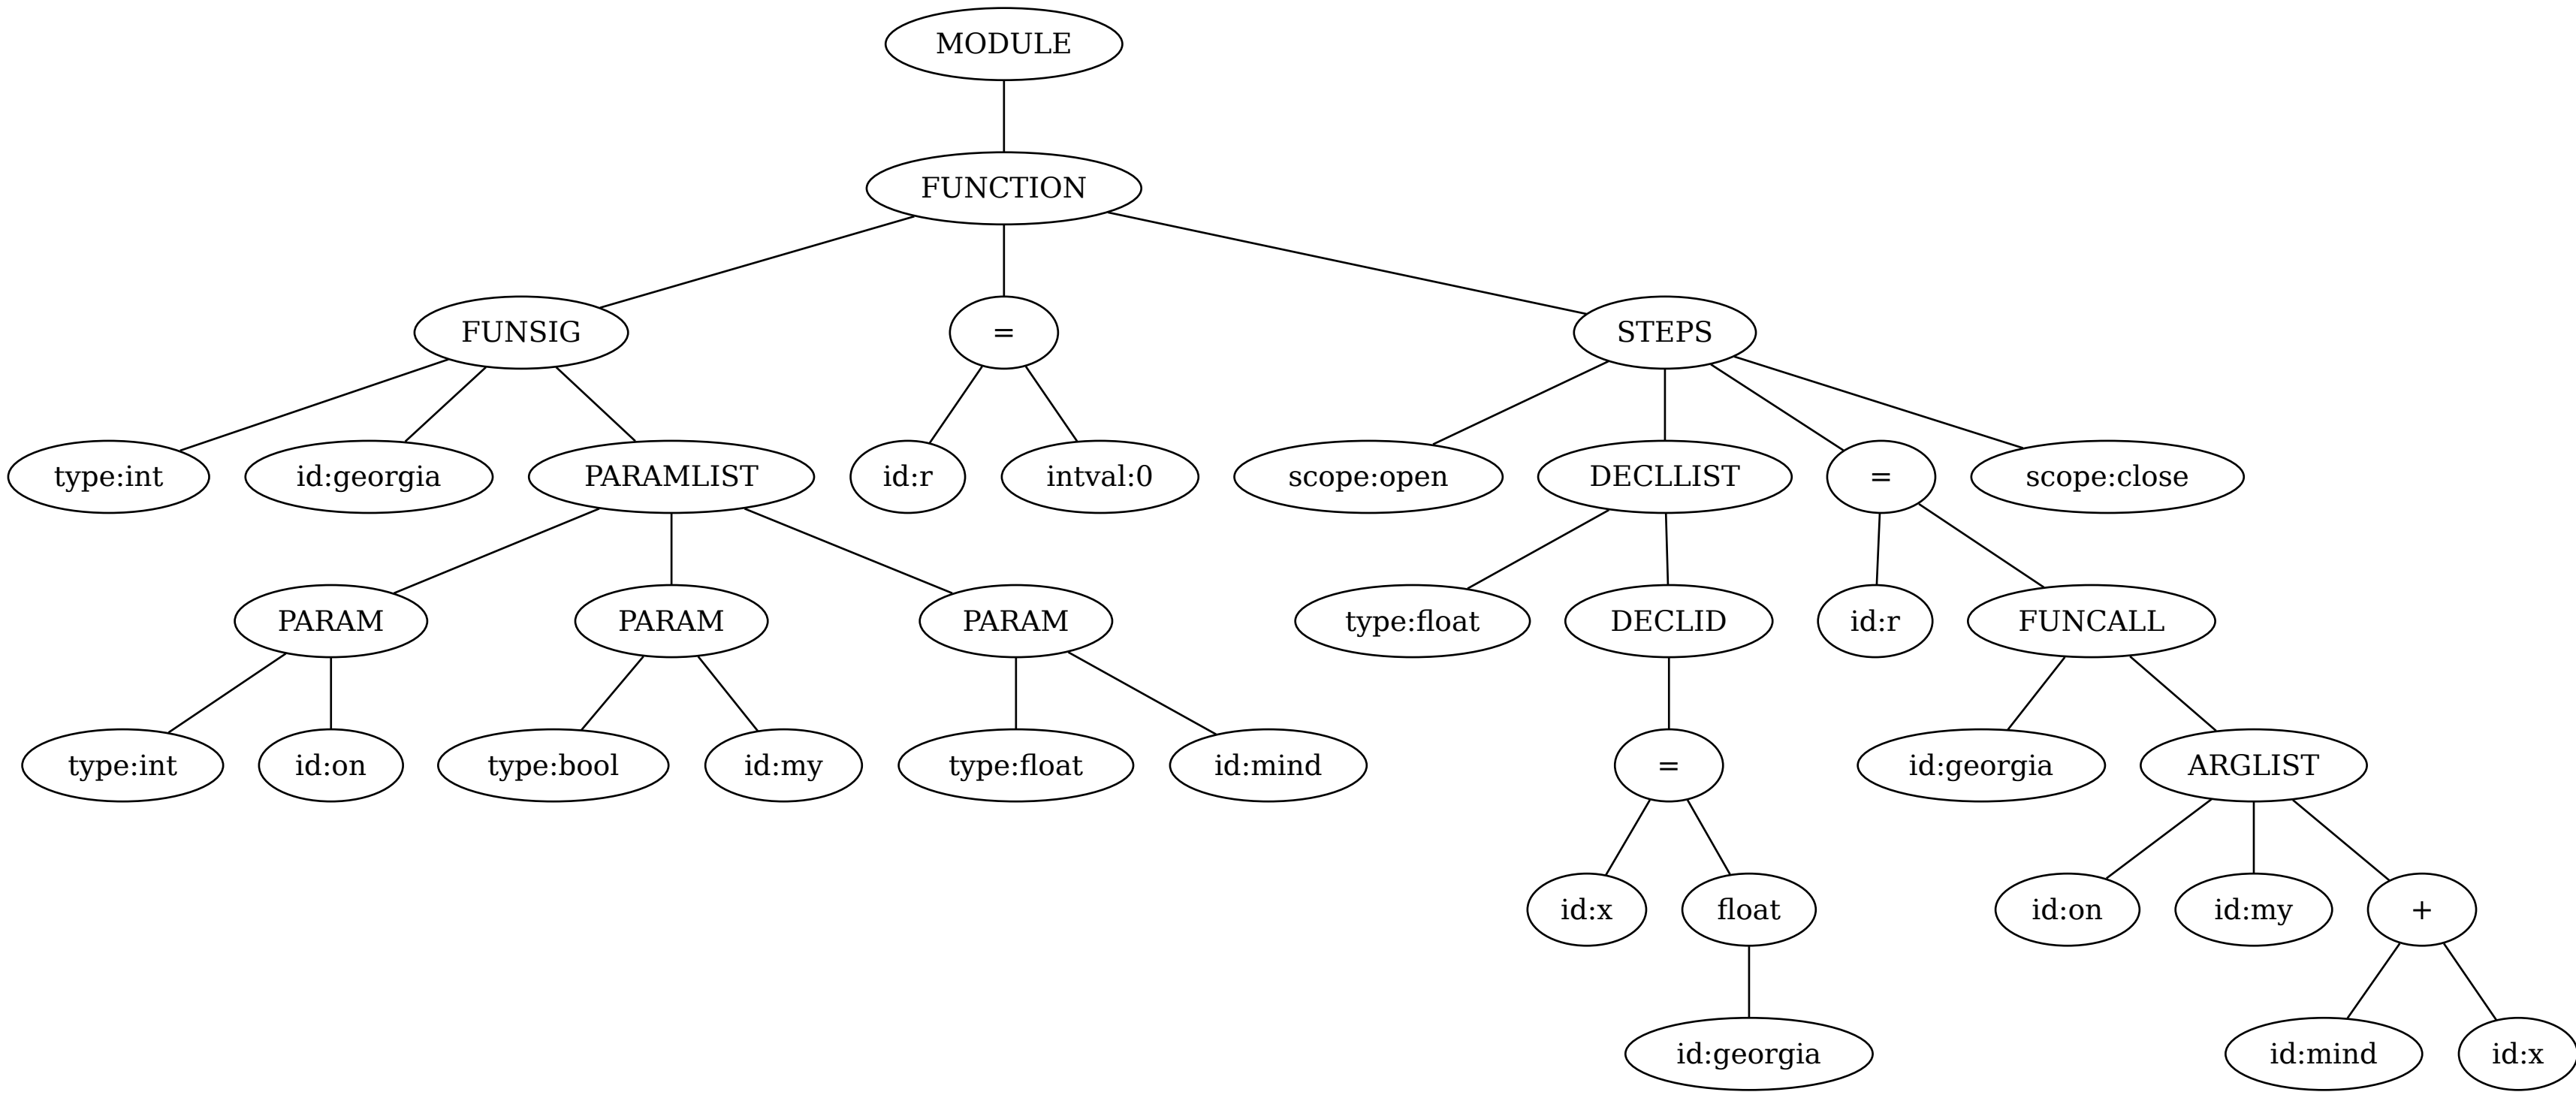 MODULE
FUNCTION
FUNSIG
=
STEPS
type:int
id:georgia
PARAMLIST
id:r
intval:0
scope:open
DECLLIST
=
scope:close
PARAM
PARAM
PARAM
type:float
DECLID
id:r
FUNCALL
type:int
id:on
type:bool
id:my
type:float
id:mind
=
id:georgia
ARGLIST
id:x
float
id:on
id:my
+
id:georgia
id:mind
id:x